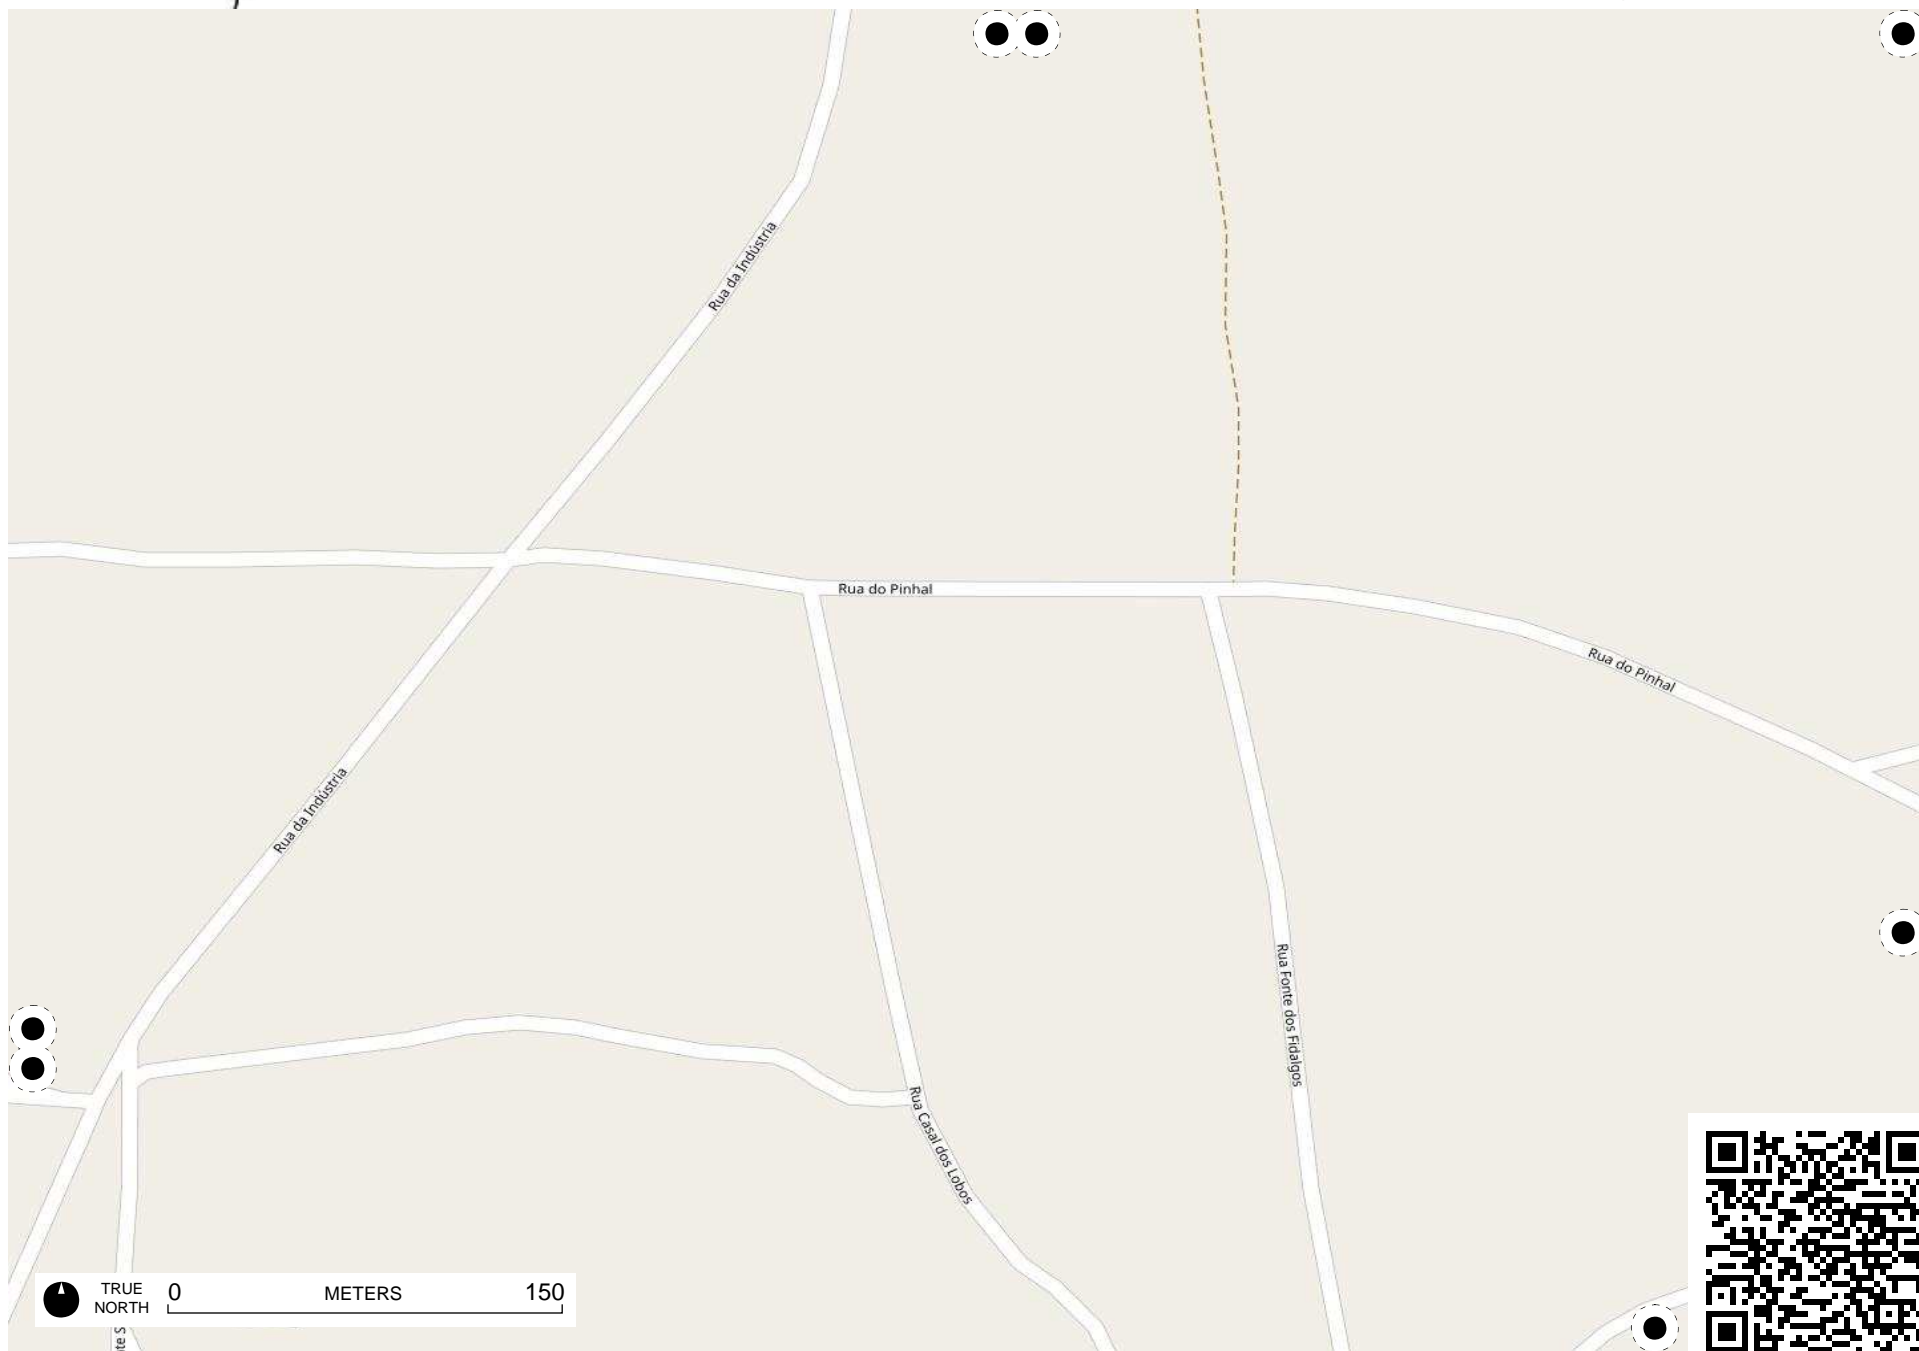 Rua da Indústria
Rua do Pinhal
Rua do Pinhal
Rua da Indústria
Rua Fonte dos Fidalgos
Rua Casal dos Lobos
TRUE NORTH
0 METERS 150